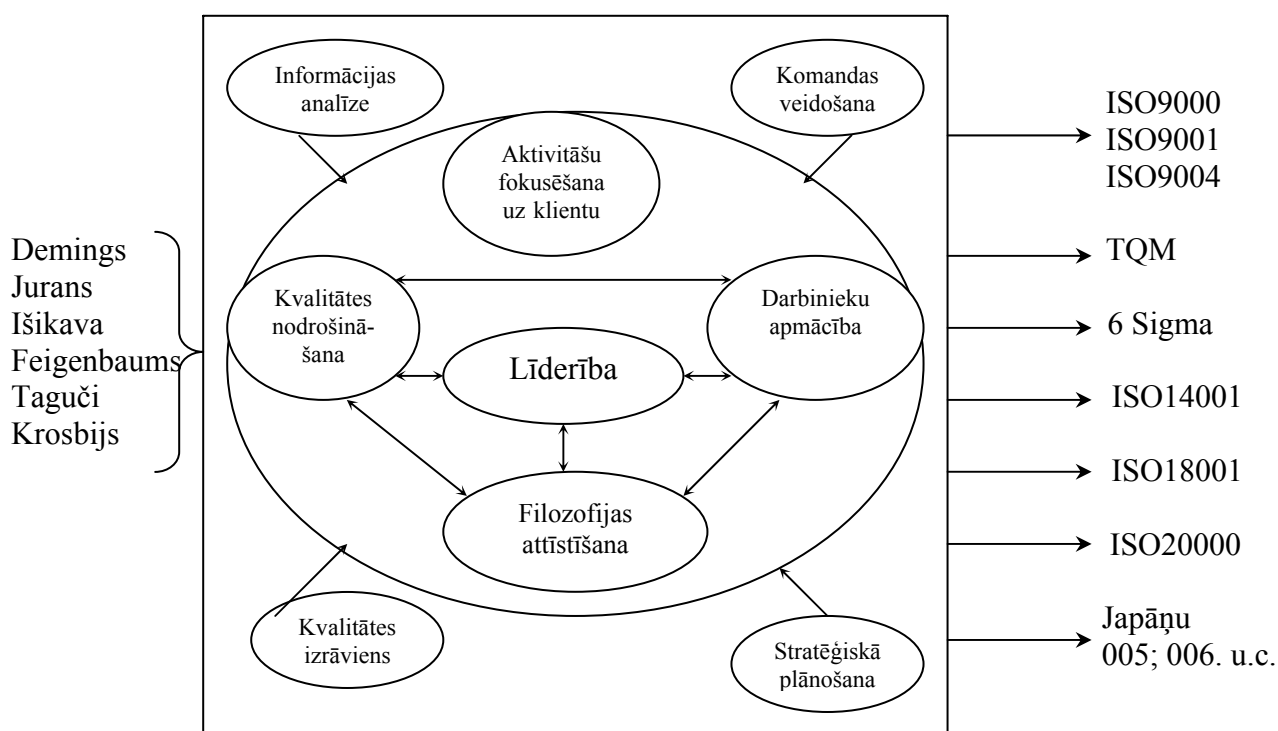 Informācijas
analīze
Komandas
veidošana
Aktivitāšu
fokusēšana
uz klientu
Demings
Jurans
Išikava
Feigenbaums
Taguči
Krosbijs
Kvalitātes
nodrošinā-
šana
Darbinieku
apmācība
Līderība
Filozofijas
attīstīšana
Kvalitātes
izrāviens
Stratēģiskā
plānošana
ISO9000
ISO9001
ISO9004
TQM
6 Sigma
ISO14001
ISO18001
ISO20000
Japāņu
005; 006. u.c.